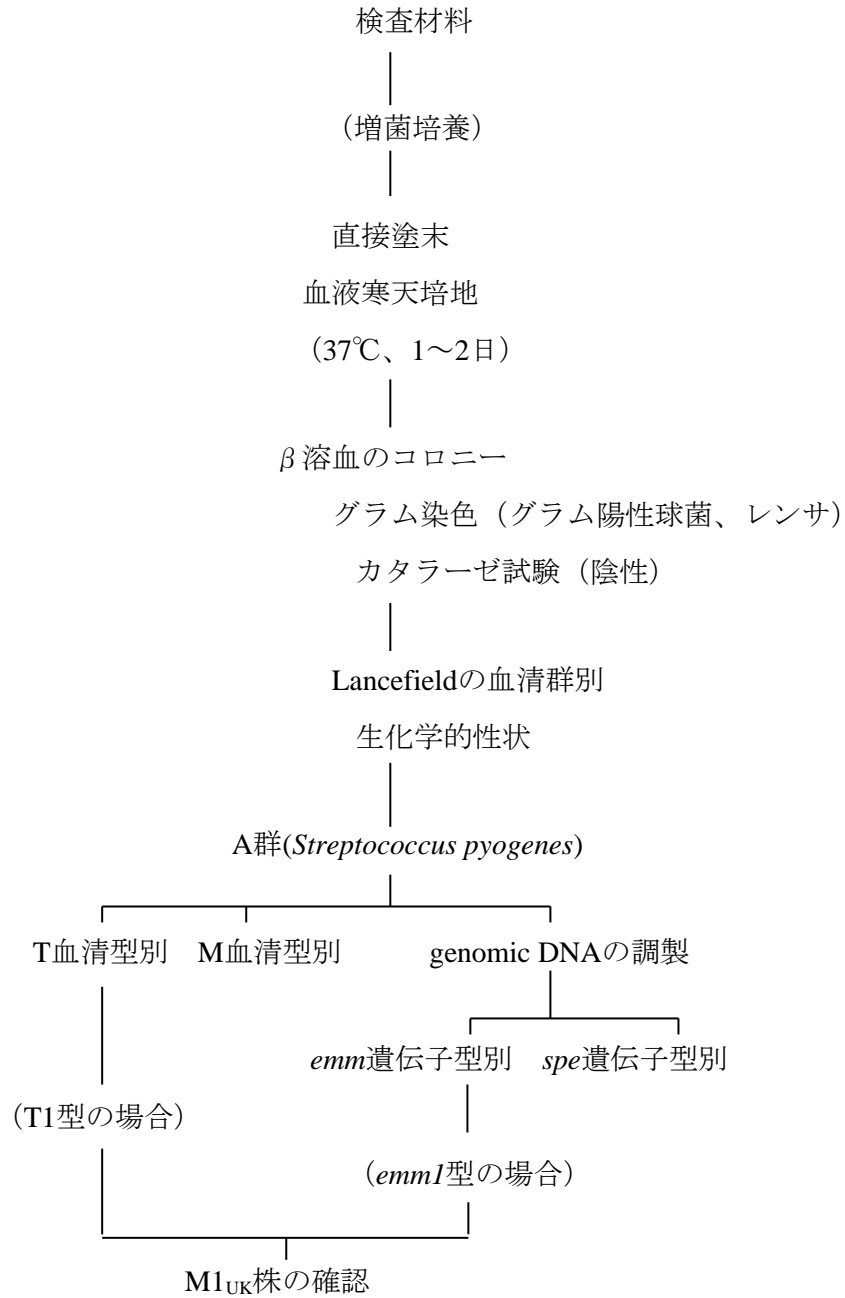 検査材料
（増菌培養）
直接塗末
血液寒天培地
（37℃、1～2日）
β溶血のコロニー
グラム染色（グラム陽性球菌、レンサ）
カタラーゼ試験（陰性）
Lancefieldの血清群別
生化学的性状
A群(Streptococcus pyogenes)
T血清型別 M血清型別 genomic DNAの調製
emm遺伝子型別 spe遺伝子型別
（T1型の場合）
（emm1型の場合）
M1UK株の確認